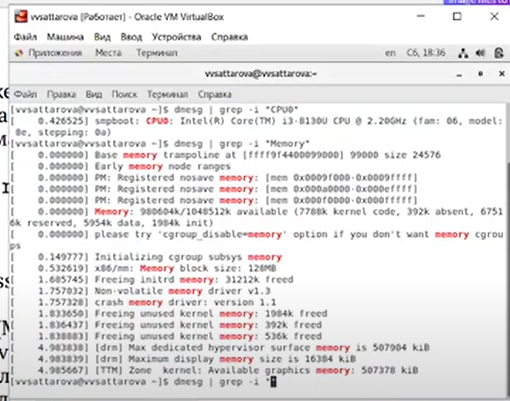 vvsattarova [Работает] - Oracle VM VirtualBox
Файл Машина Вид Ввод Устройства Справка
Приложения Места Терминал en Сб, 18:36
vvsattarova@vvsattarova:~
Файл Правка Вид Поиск Терминал Справка
[vvsattarova@vvsattarova ~]$ dmesg | grep -i "CPU0"
[ 0.426525] smpboot: CPU0: Intel(R) Core(TM) i3-8130U CPU @ 2.20GHz (fam: 06, model:
8e, stepping: 0a)
[vvsattarova@vvsattarova ~]$ dmesg | grep -i "Memory"
[ 0.000000] Base memory trampoline at [ffff9f4400099000] 99000 size 24576
[ 0.000000] Early memory node ranges
[ 0.000000] PM: Registered nosave memory: [mem 0x0009f000-0x0009ffff]
[ 0.000000] PM: Registered nosave memory: [mem 0x000a0000-0x000effff]
[ 0.000000] PM: Registered nosave memory: [mem 0x000f0000-0x000fffff]
[ 0.000000] Memory: 980604k/1048512k available (7788k kernel code, 392k absent, 6751
6k reserved, 5954k data, 1984k init)
[ 0.000000] please try 'cgroup_disable=memory' option if you don't want memory cgrou
ps
[ 0.149777] Initializing cgroup subsys memory
[ 0.532619] x86/mm: Memory block size: 128MB
[ 1.685745] Freeing initrd memory: 31212k freed
[ 1.757032] Non-volatile memory driver v1.3
[ 1.757328] crash memory driver: version 1.1
[ 1.833650] Freeing unused kernel memory: 1984k freed
[ 1.836437] Freeing unused kernel memory: 392k freed
[ 1.838883] Freeing unused kernel memory: 536k freed
[ 4.983838] [drm] Max dedicated hypervisor surface memory is 507904 kiB
[ 4.983839] [drm] Maximum display memory size is 16384 kiB
[ 4.985667] [TTM] Zone kernel: Available graphics memory: 507378 kiB
[vvsattarova@vvsattarova ~]$ dmesg | grep -i "